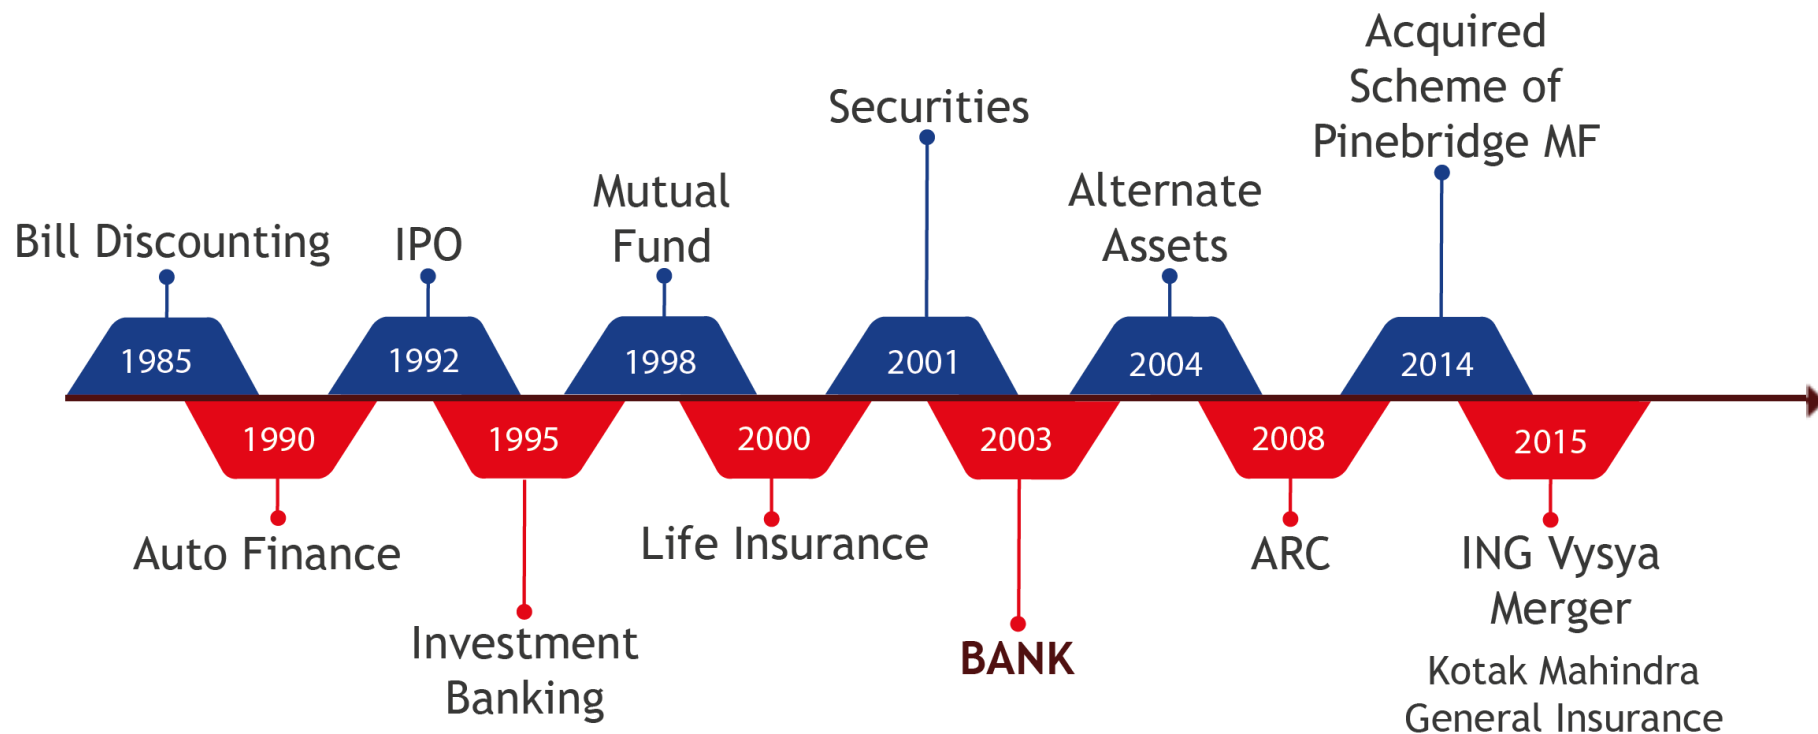 Acquired
Scheme of
Pinebridge MF
Securities
Mutual
Fund
Alternate
Assets
Bill Discounting
IPO
1985
1992
1998
2001
2004
2014
1990
1995
2000
2003
2008
2015
Auto Finance
Life Insurance
ARC
ING Vysya
Merger
Investment
Banking
BANK
Kotak Mahindra
General Insurance